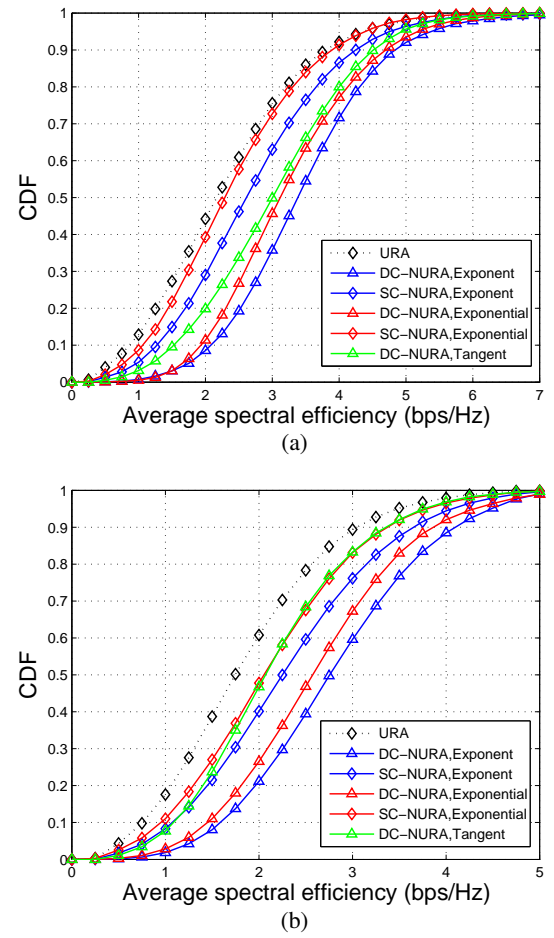 1
0.9
0.8
0.7
0.6
0.5
0.4
0.3
0.2
0.1
0
CDF
URA
DC−NURA,Exponent
SC−NURA,Exponent
DC−NURA,Exponential
SC−NURA,Exponential
DC−NURA,Tangent
0 1 2 3 4 5 6 7
Average spectral efficiency (bps/Hz)
(a)
1
0.9
0.8
0.7
0.6
0.5
0.4
0.3
0.2
0.1
0
CDF
URA
DC−NURA,Exponent
SC−NURA,Exponent
DC−NURA,Exponential
SC−NURA,Exponential
DC−NURA,Tangent
0 1 2 3 4 5
Average spectral efficiency (bps/Hz)
(b)